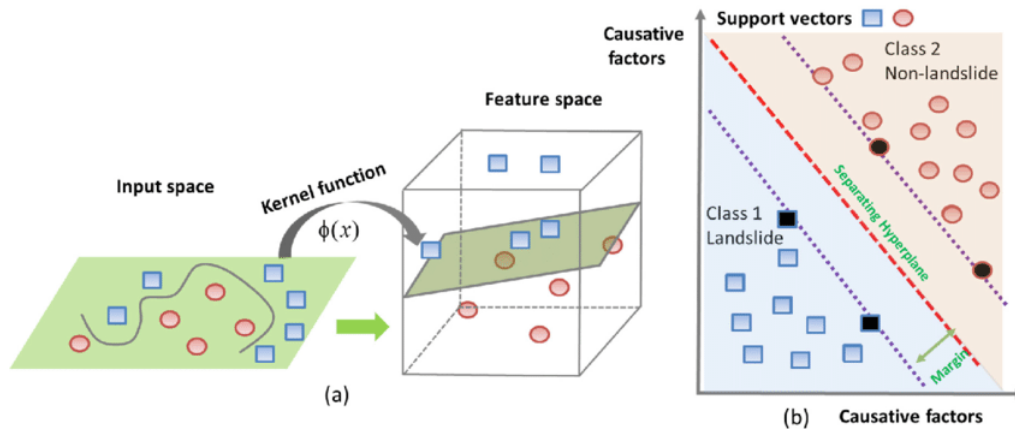 Input space
Kernel function
ϕ(x)
Feature space
(a)
Support vectors
Causative
factors
Class 2
Non-landslide
Separating Hyperplane
Class 1
Landslide
Margin
(b)
Causative factors